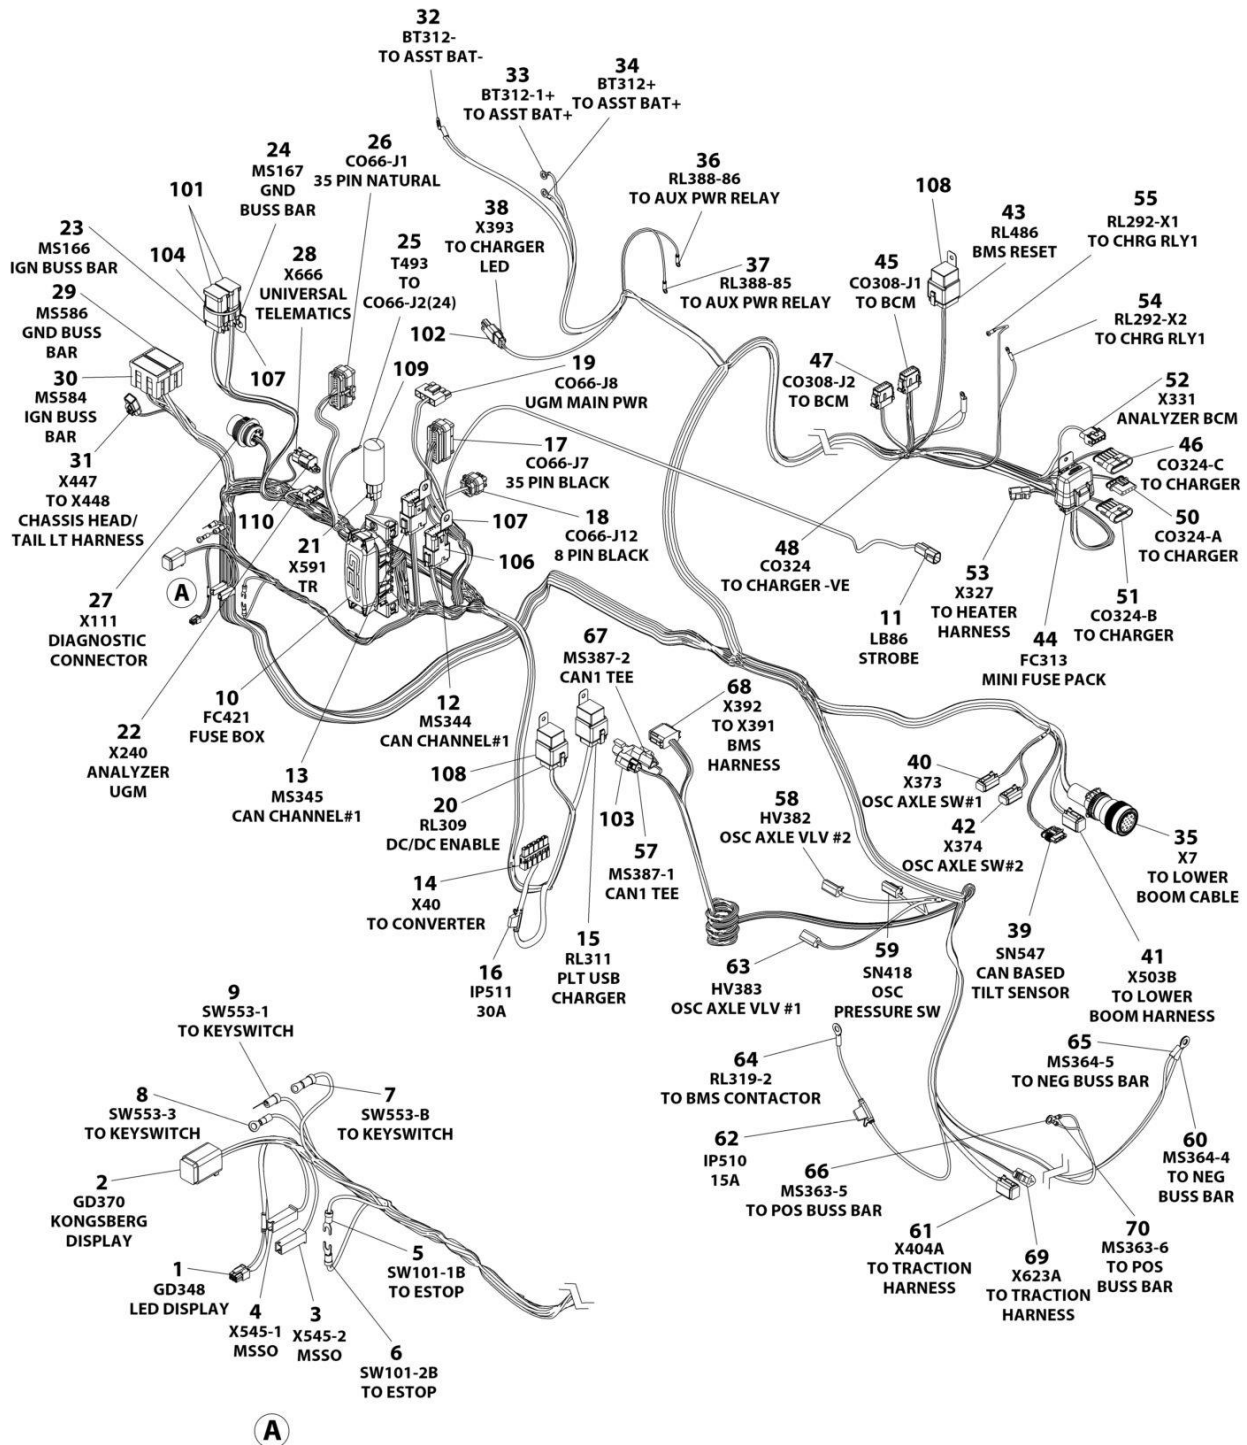 32
BT312-
TO ASST BAT-
33
BT312-1+
TO ASST BAT+
34
BT312+
TO ASST BAT+
26
CO66-J1
35 PIN NATURAL
24
MS167
GND
BUSS BAR
101
23
MS166
IGN BUSS BAR
104
29
MS586
GND BUSS
BAR
30
MS584
IGN BUSS
BAR
107
28
X666
UNIVERSAL
TELEMATICS
25
T493
TO
CO66-J2(24)
38
X393
TO CHARGER
LED
102
109
36
RL388-86
TO AUX PWR RELAY
37
RL388-85
TO AUX PWR RELAY
108
43
RL486
BMS RESET
55
RL292-X1
TO CHRG RLY1
54
RL292-X2
TO CHRG RLY1
45
CO308-J1
TO BCM
47
CO308-J2
TO BCM
52
X331
ANALYZER BCM
46
CO324-C
TO CHARGER
50
CO324-A
TO CHARGER
51
CO324-B
TO CHARGER
19
CO66-J8
UGM MAIN PWR
17
CO66-J7
35 PIN BLACK
18
CO66-J12
8 PIN BLACK
107
106
31
X447
TO X448
CHASSIS HEAD/
TAIL LT HARNESS
110
21
X591
TR
A
27
X111
DIAGNOSTIC
CONNECTOR
48
CO324
TO CHARGER -VE
11
LB86
STROBE
53
X327
TO HEATER
HARNESS
44
FC313
MINI FUSE PACK
10
FC421
FUSE BOX
22
X240
ANALYZER
UGM
13
MS345
CAN CHANNEL#1
12
MS344
CAN CHANNEL#1
67
MS387-2
CAN1 TEE
68
X392
TO X391
BMS
HARNESS
108
20
RL309
DC/DC ENABLE
103
57
MS387-1
CAN1 TEE
14
X40
TO CONVERTER
16
IP511
30A
15
RL311
PLT USB
CHARGER
58
HV382
OSC AXLE VLV #2
63
HV383
OSC AXLE VLV #1
59
SN418
OSC
PRESSURE SW
40
X373
OSC AXLE SW#1
42
X374
OSC AXLE SW#2
39
SN547
CAN BASED
TILT SENSOR
41
X503B
TO LOWER
BOOM HARNESS
35
X7
TO LOWER
BOOM CABLE
9
SW553-1
TO KEYSWITCH
8
SW553-3
TO KEYSWITCH
7
SW553-B
TO KEYSWITCH
2
GD370
KONGSBERG
DISPLAY
1
GD348
LED DISPLAY
4
X545-1
MSSO
3
X545-2
MSSO
5
SW101-1B
TO ESTOP
6
SW101-2B
TO ESTOP
64
RL319-2
TO BMS CONTACTOR
62
IP510
15A
65
MS364-5
TO NEG BUSS BAR
60
MS364-4
TO NEG
BUSS BAR
66
MS363-5
TO POS BUSS BAR
61
X404A
TO TRACTION
HARNESS
69
X623A
TO TRACTION
HARNESS
70
MS363-6
TO POS
BUSS BAR
A